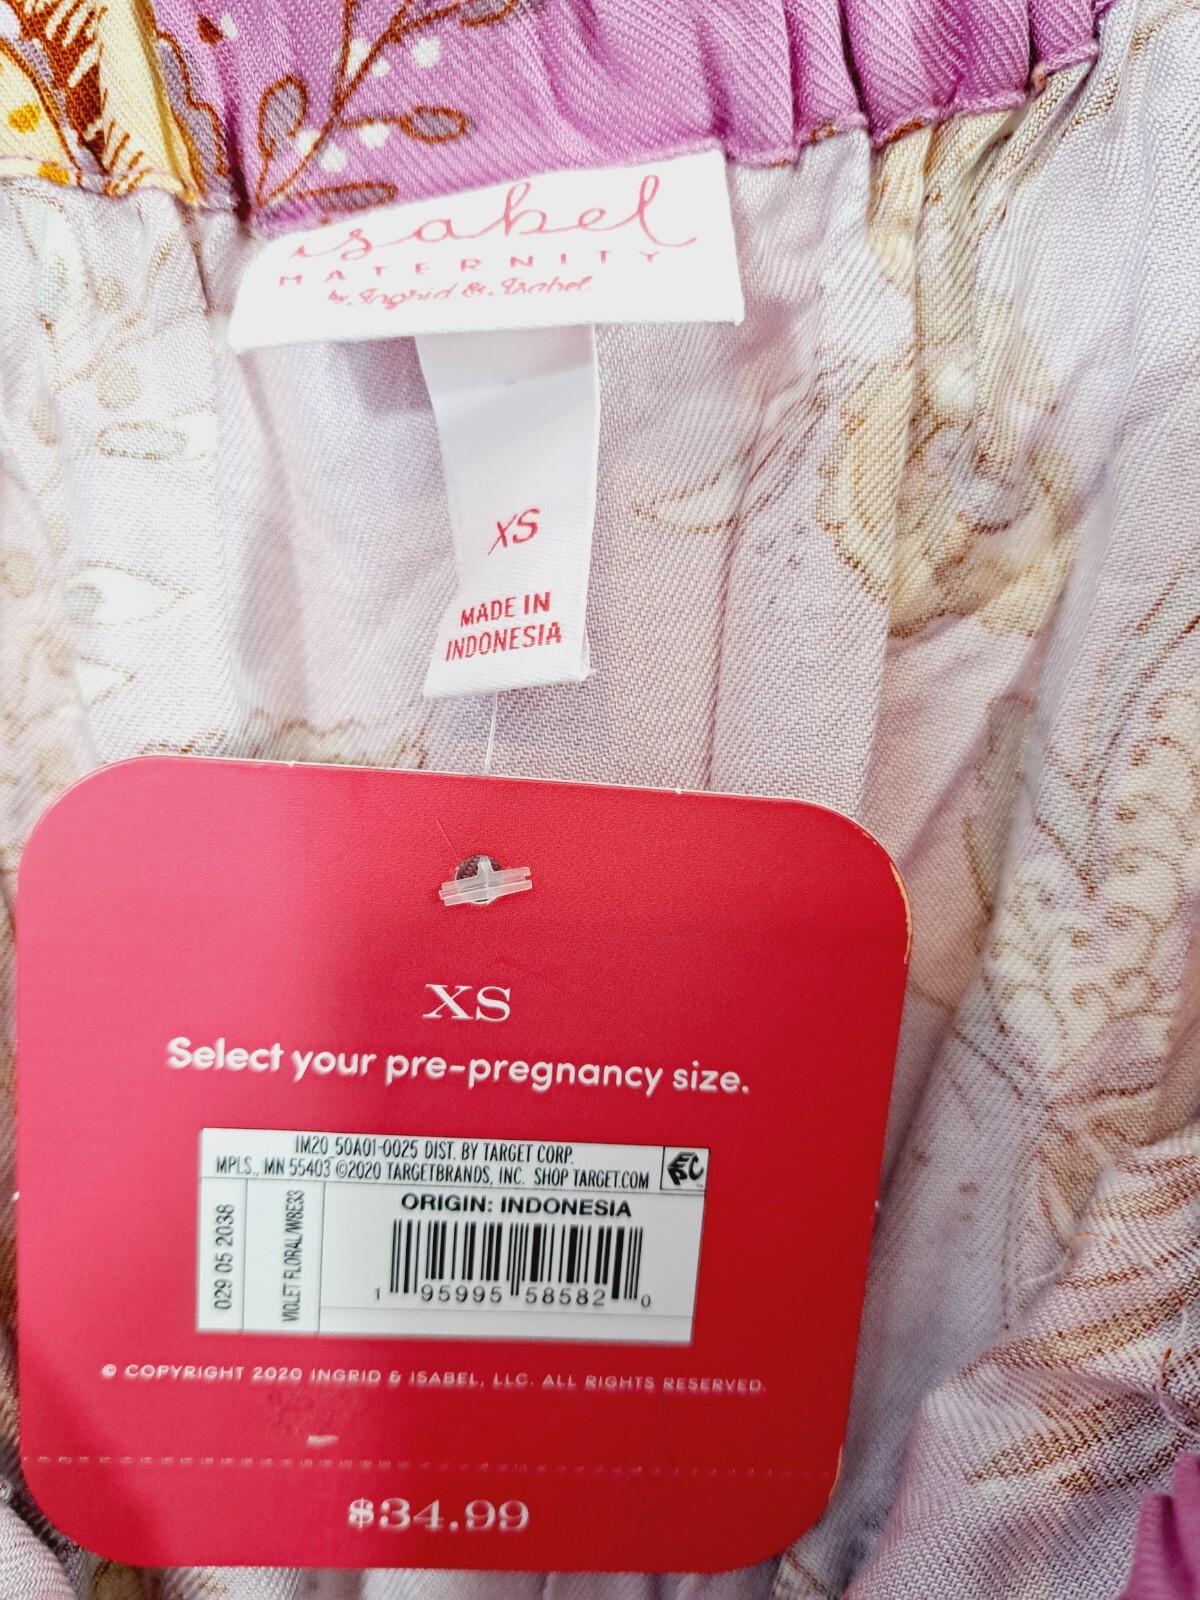 isabel
MATERNITY
by Ingrid & Isabel
XS
MADE IN
INDONESIA
XS
Select your pre-pregnancy size.
IM20_50A01-0025 DIST. BY TARGET CORP.
MPLS., MN 55403 ©2020 TARGETBRANDS, INC. SHOP TARGET.COM
EPC™
029 05 2038
VIOLET FLORAL/W8E33
ORIGIN: INDONESIA
1 95995 58582 0
© COPYRIGHT 2020 INGRID & ISABEL, LLC. ALL RIGHTS RESERVED.
$34.99